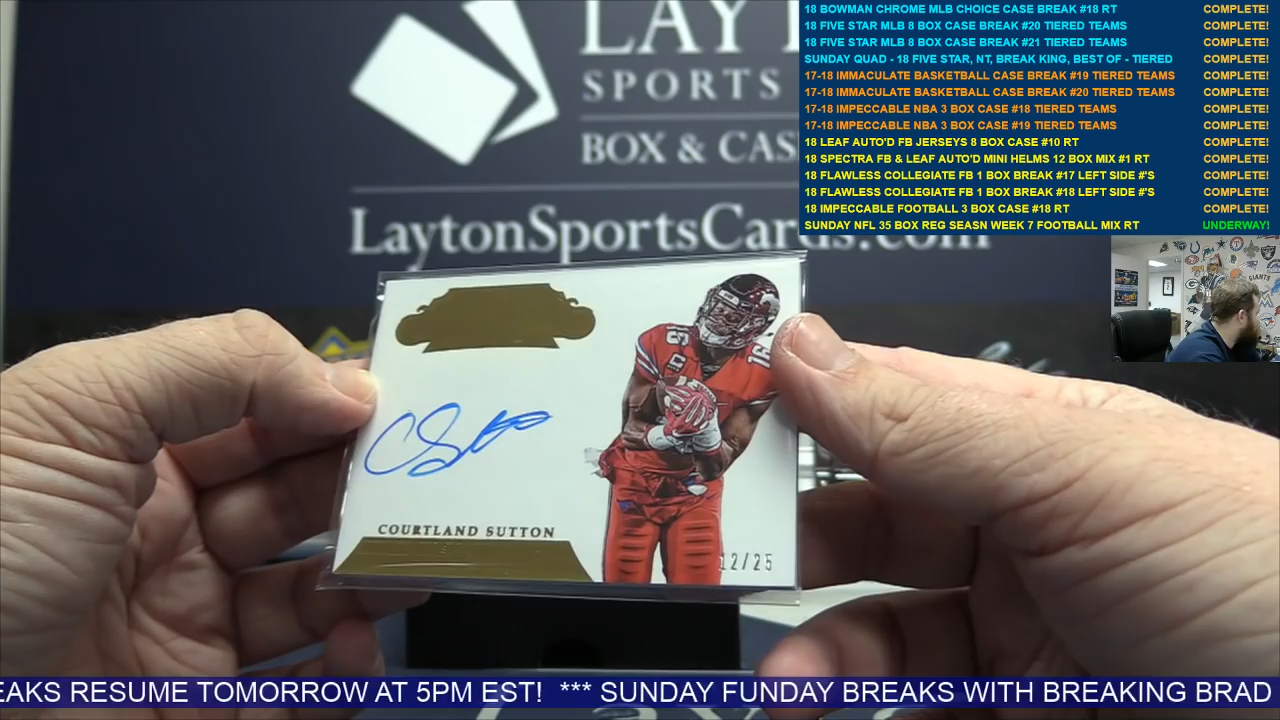 LAY
SPORTS
BOX & CAS
LaytonSportsCards.com
18 BOWMAN CHROME MLB CHOICE CASE BREAK #18 RT COMPLETE!
18 FIVE STAR MLB 8 BOX CASE BREAK #20 TIERED TEAMS COMPLETE!
18 FIVE STAR MLB 8 BOX CASE BREAK #21 TIERED TEAMS COMPLETE!
SUNDAY QUAD - 18 FIVE STAR, NT, BREAK KING, BEST OF - TIERED COMPLETE!
17-18 IMMACULATE BASKETBALL CASE BREAK #19 TIERED TEAMS COMPLETE!
17-18 IMMACULATE BASKETBALL CASE BREAK #20 TIERED TEAMS COMPLETE!
17-18 IMPECCABLE NBA 3 BOX CASE #18 TIERED TEAMS COMPLETE!
17-18 IMPECCABLE NBA 3 BOX CASE #19 TIERED TEAMS COMPLETE!
18 LEAF AUTO'D FB JERSEYS 8 BOX CASE #10 RT COMPLETE!
18 SPECTRA FB & LEAF AUTO'D MINI HELMS 12 BOX MIX #1 RT COMPLETE!
18 FLAWLESS COLLEGIATE FB 1 BOX BREAK #17 LEFT SIDE #'S COMPLETE!
18 FLAWLESS COLLEGIATE FB 1 BOX BREAK #18 LEFT SIDE #'S COMPLETE!
18 IMPECCABLE FOOTBALL 3 BOX CASE #18 RT COMPLETE!
SUNDAY NFL 35 BOX REG SEASN WEEK 7 FOOTBALL MIX RT UNDERWAY!
GIANTS
16 16
COURTLAND SUTTON
12/25
EAKS RESUME TOMORROW AT 5PM EST! *** SUNDAY FUNDAY BREAKS WITH BREAKING BRAD